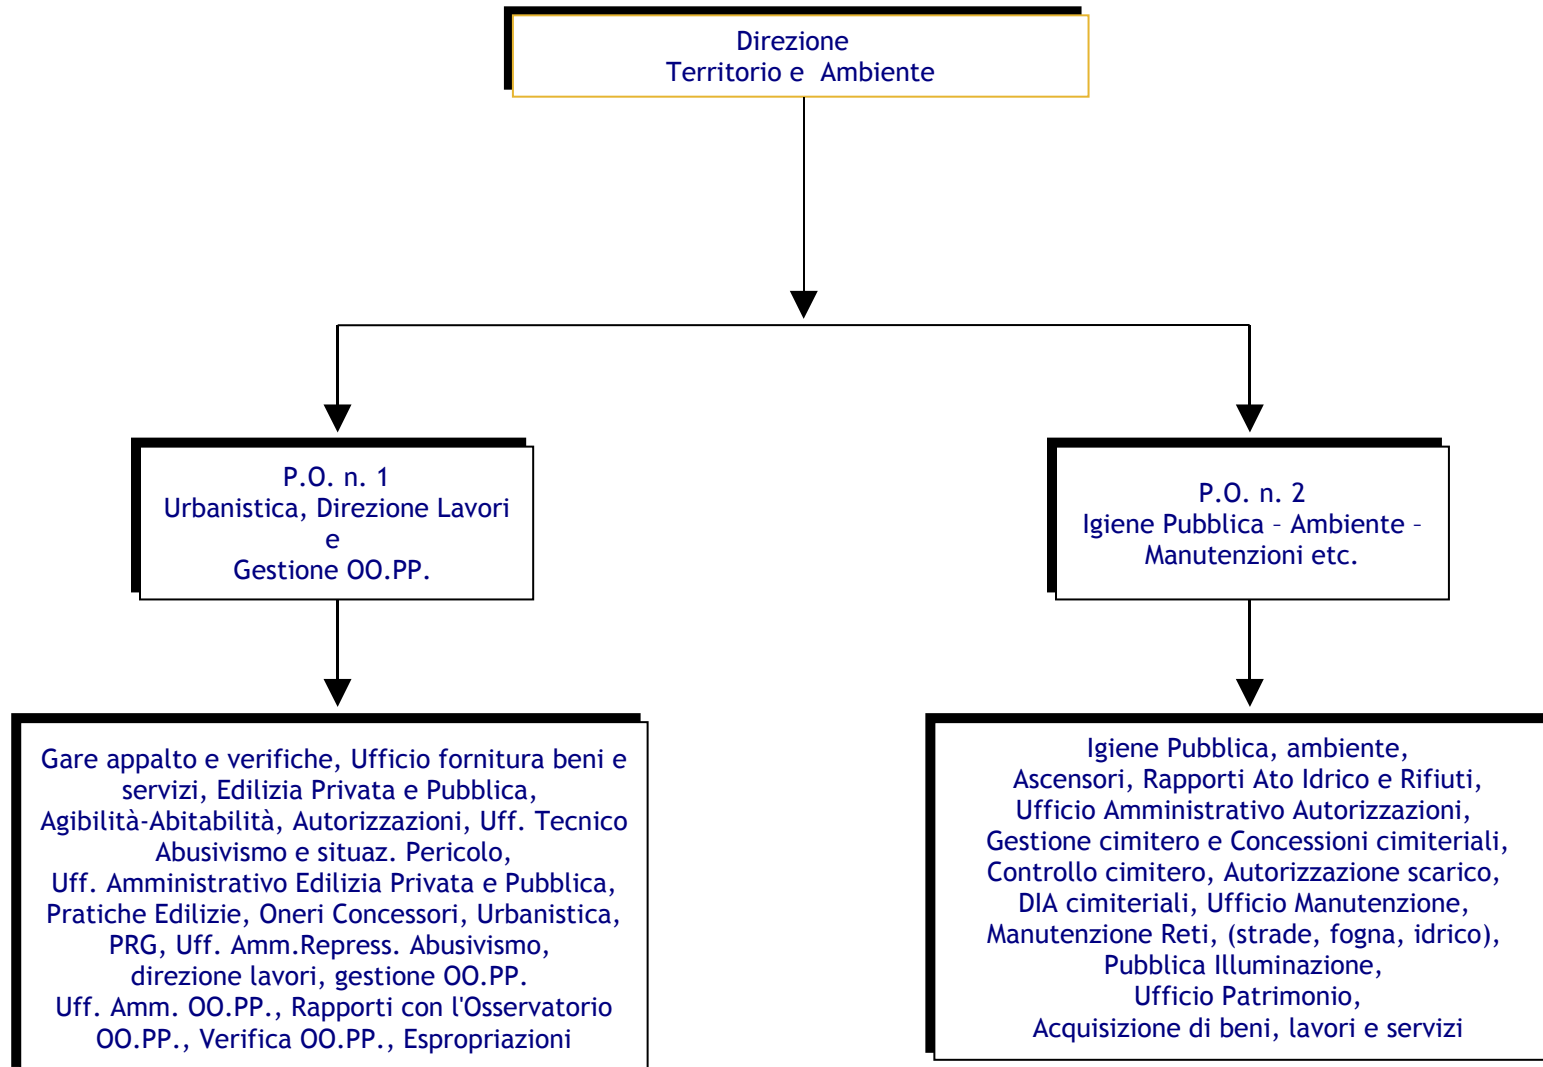 Direzione
Territorio e  Ambiente
P.O. n. 1
Urbanistica, Direzione Lavori
e
Gestione OO.PP.
P.O. n. 2
Igiene Pubblica – Ambiente –
Manutenzioni etc.
Gare appalto e verifiche, Ufficio fornitura beni e
servizi, Edilizia Privata e Pubblica,
Agibilità-Abitabilità, Autorizzazioni, Uff. Tecnico
Abusivismo e situaz. Pericolo,
Uff. Amministrativo Edilizia Privata e Pubblica,
Pratiche Edilizie, Oneri Concessori, Urbanistica,
PRG, Uff. Amm.Repress. Abusivismo,
direzione lavori, gestione OO.PP.
Uff. Amm. OO.PP., Rapporti con l'Osservatorio
OO.PP., Verifica OO.PP., Espropriazioni
Igiene Pubblica, ambiente,
Ascensori, Rapporti Ato Idrico e Rifiuti,
Ufficio Amministrativo Autorizzazioni,
Gestione cimitero e Concessioni cimiteriali,
Controllo cimitero, Autorizzazione scarico,
DIA cimiteriali, Ufficio Manutenzione,
Manutenzione Reti, (strade, fogna, idrico),
Pubblica Illuminazione,
Ufficio Patrimonio,
Acquisizione di beni, lavori e servizi